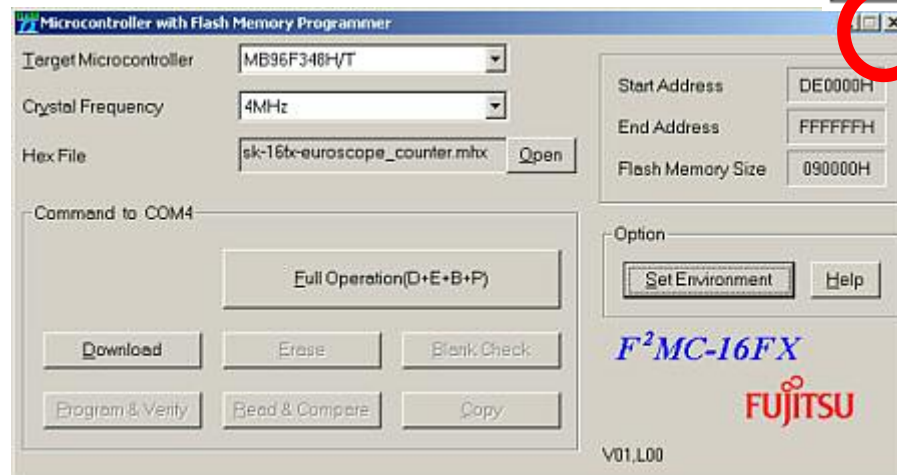 Microcontroller with Flash Memory Programmer
Target Microcontroller MB96F348H/T
Crystal Frequency 4MHz
Hex File sk-16fx-euroscope_counter.mhx Open
Start Address DE0000H
End Address FFFFFFH
Flash Memory Size 090000H
Command to COM4
Full Operation(D+E+B+P)
Download Erase Blank Check
Program & Verify Read & Compare Copy
Option
Set Environment Help
F²MC-16FX
FUJITSU
V01,L00